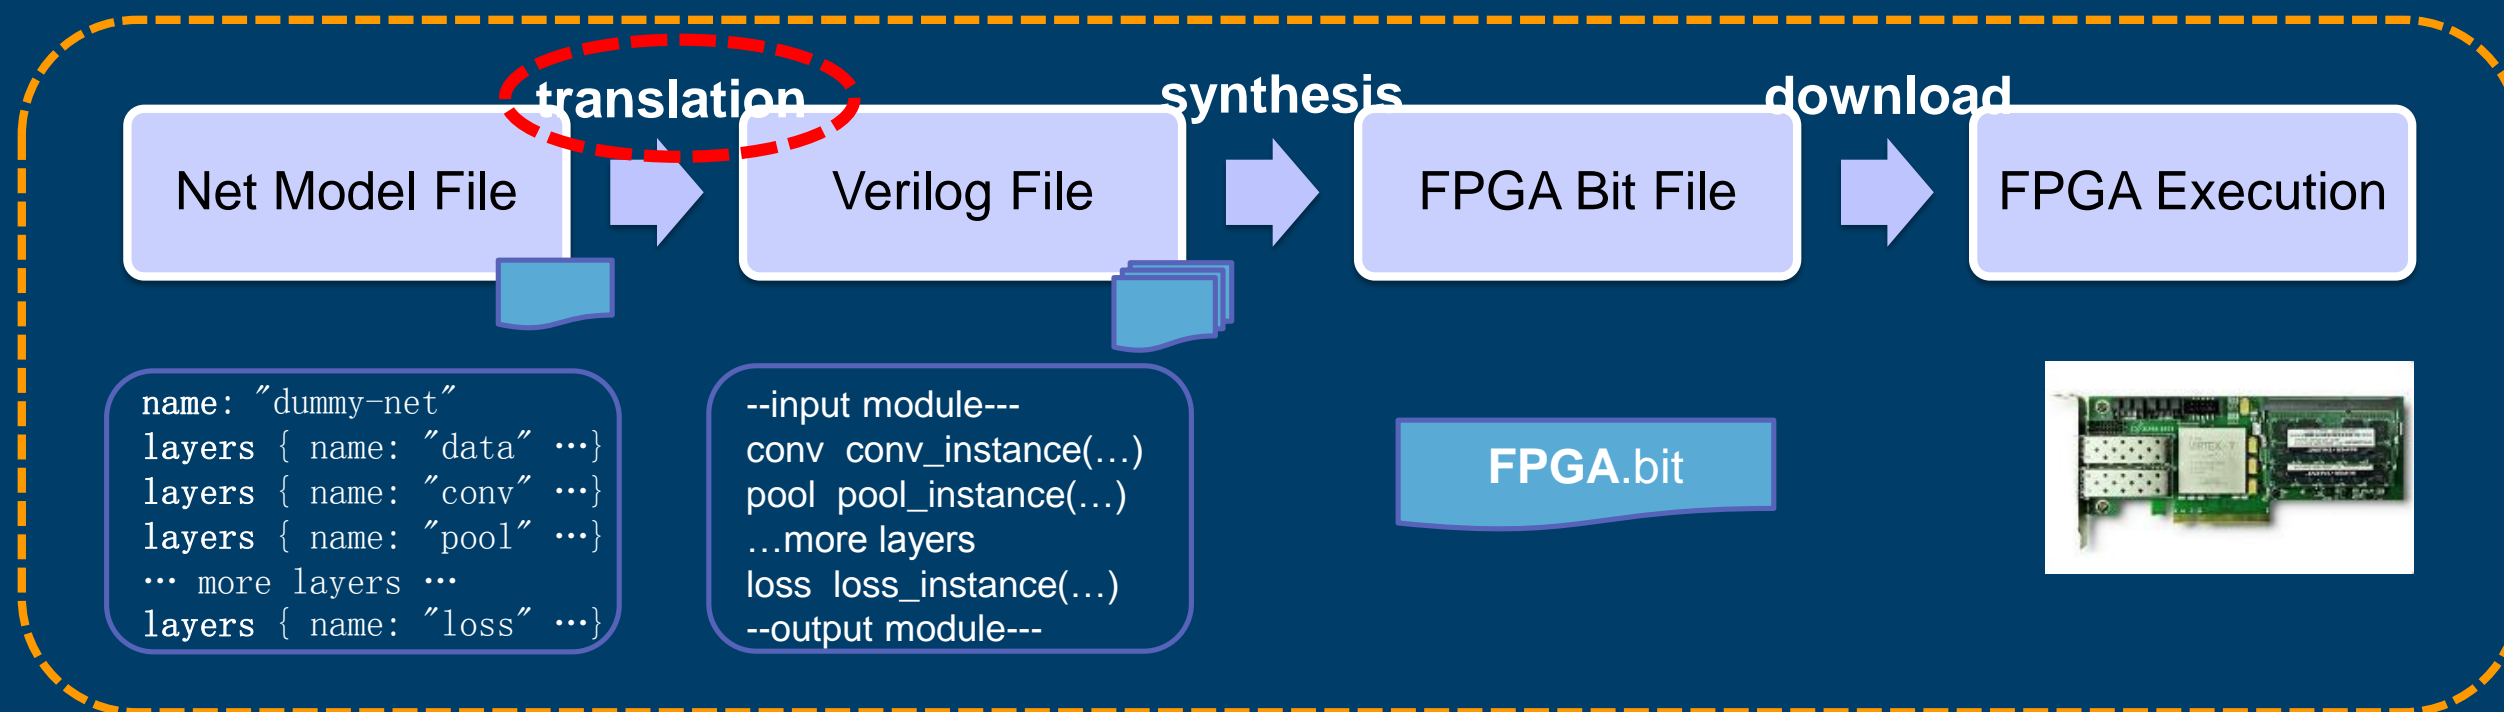 translation
synthesis
download
Net Model File
Verilog File
FPGA Bit File
FPGA Execution
name: "dummy-net"
layers { name: "data" …}
layers { name: "conv" …}
layers { name: "pool" …}
… more layers …
layers { name: "loss" …}
--input module---
conv conv_instance(…)
pool pool_instance(…)
…more layers
loss loss_instance(…)
--output module---
FPGA.bit